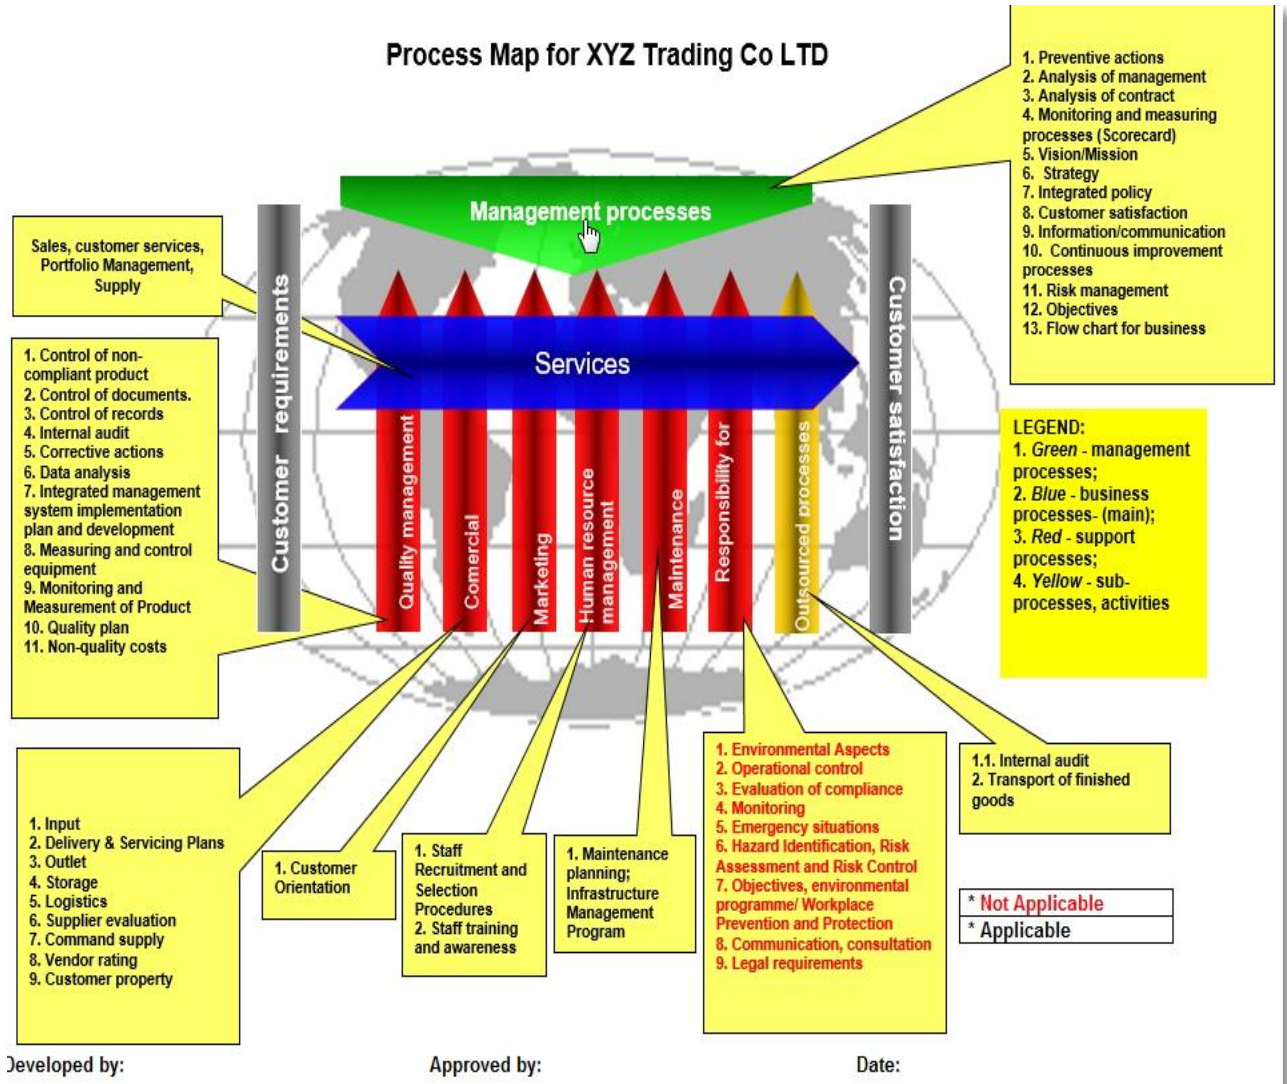 Process Map for XYZ Trading Co LTD
1. Preventive actions
2. Analysis of management
3. Analysis of contract
4. Monitoring and measuring
processes (Scorecard)
5. Vision/Mission
6. Strategy
7. Integrated policy
8. Customer satisfaction
9. Information/communication
10. Continuous improvement
processes
11. Risk management
12. Objectives
13. Flow chart for business
Management processes
Sales, customer services,
Portfolio Management,
Supply
Customer requirements
Services
Customer satisfaction
1. Control of non-
compliant product
2. Control of documents.
3. Control of records
4. Internal audit
5. Corrective actions
6. Data analysis
7. Integrated management
system implementation
plan and development
8. Measuring and control
equipment
9. Monitoring and
Measurement of Product
10. Quality plan
11. Non-quality costs
Quality management
Comercial
Marketing
Human resource
management
Maintenance
Responsibility for
Outsourced processes
LEGEND:
1. Green - management
processes;
2. Blue - business
processes- (main);
3. Red - support
processes;
4. Yellow - sub-
processes, activities
1. Input
2. Delivery & Servicing Plans
3. Outlet
4. Storage
5. Logistics
6. Supplier evaluation
7. Command supply
8. Vendor rating
9. Customer property
1. Customer
Orientation
1. Staff
Recruitment and
Selection
Procedures
2. Staff training
and awareness
1. Maintenance
planning;
Infrastructure
Management
Program
1. Environmental Aspects
2. Operational control
3. Evaluation of compliance
4. Monitoring
5. Emergency situations
6. Hazard Identification, Risk
Assessment and Risk Control
7. Objectives, environmental
programme/ Workplace
Prevention and Protection
8. Communication, consultation
9. Legal requirements
1.1. Internal audit
2. Transport of finished
goods
* Not Applicable
* Applicable
Developed by:
Approved by:
Date: